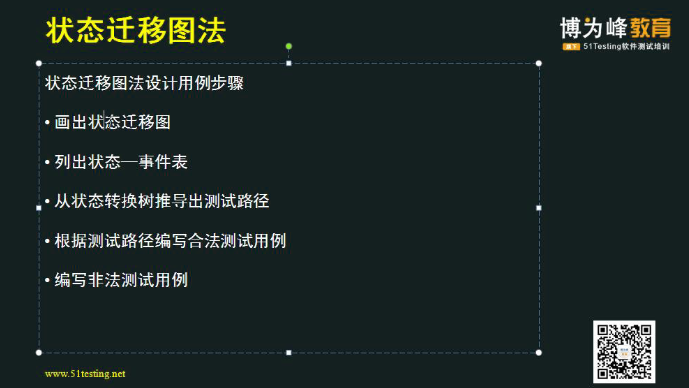 状态迁移图法
博为峰教育
旗下 51Testing软件测试培训
状态迁移图法设计用例步骤
• 画出状态迁移图
• 列出状态—事件表
• 从状态转换树推导出测试路径
• 根据测试路径编写合法测试用例
• 编写非法测试用例
www.51testing.net